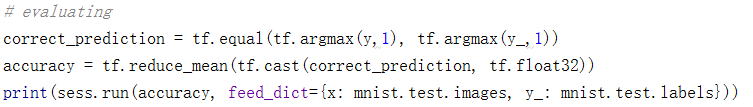 # evaluating
correct_prediction = tf.equal(tf.argmax(y,1), tf.argmax(y_,1))
accuracy = tf.reduce_mean(tf.cast(correct_prediction, tf.float32))
print(sess.run(accuracy, feed_dict={x: mnist.test.images, y_: mnist.test.labels}))